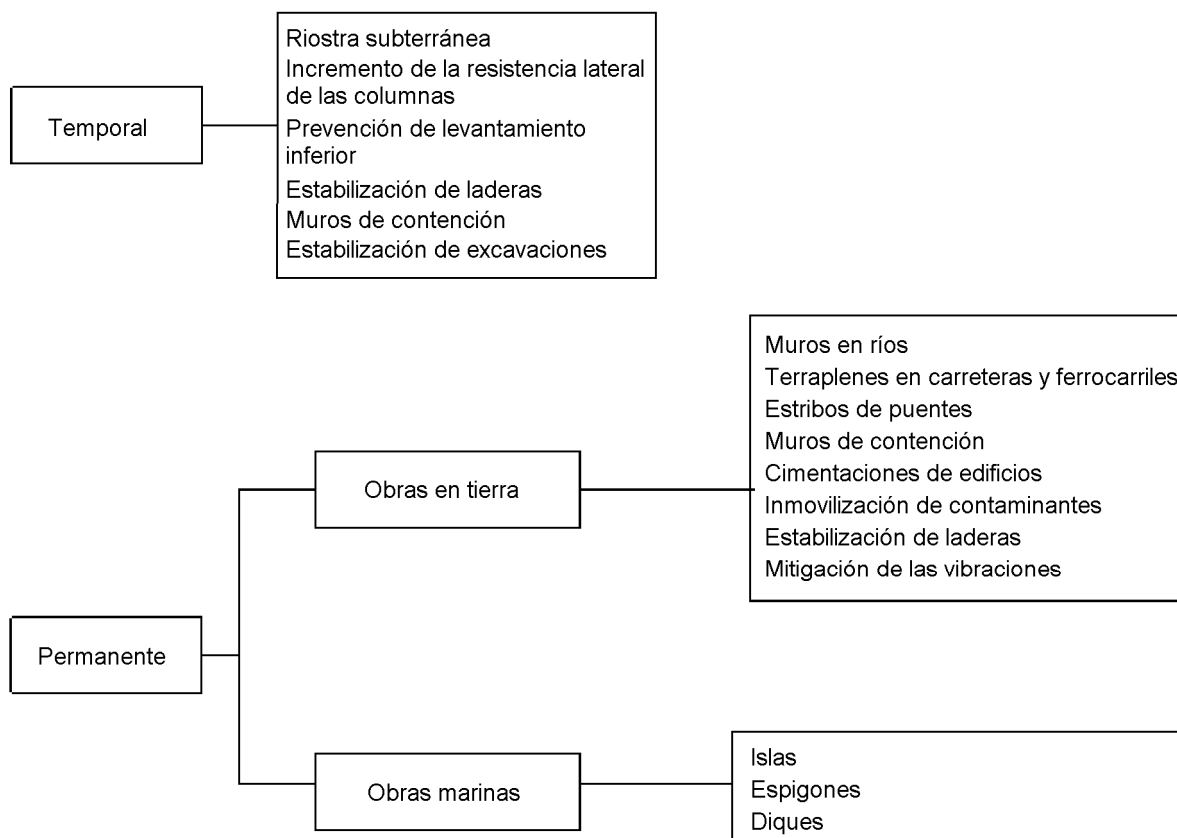 Temporal
Riostra subterránea
Incremento de la resistencia lateral
de las columnas
Prevención de levantamiento
inferior
Estabilización de laderas
Muros de contención
Estabilización de excavaciones
Permanente
Obras en tierra
Muros en ríos
Terraplenes en carreteras y ferrocarriles
Estribos de puentes
Muros de contención
Cimentaciones de edificios
Inmovilización de contaminantes
Estabilización de laderas
Mitigación de las vibraciones
Obras marinas
Islas
Espigones
Diques